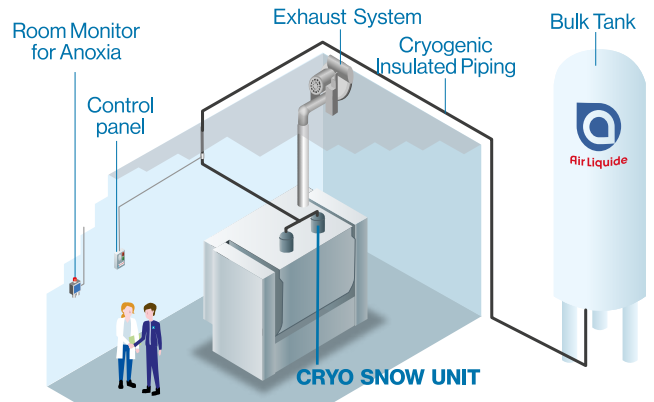 Room Monitor
for Anoxia
Control
panel
Exhaust System
Cryogenic
Insulated Piping
Bulk Tank
Air Liquide
CRYO SNOW UNIT